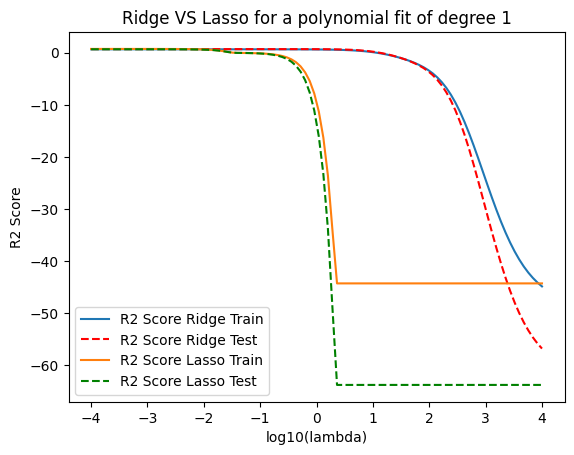 Ridge VS Lasso for a polynomial fit of degree 1
R2 Score
0
−10
−20
−30
−40
−50
−60
R2 Score Ridge Train
R2 Score Ridge Test
R2 Score Lasso Train
R2 Score Lasso Test
−4 −3 −2 −1 0 1 2 3 4
log10(lambda)